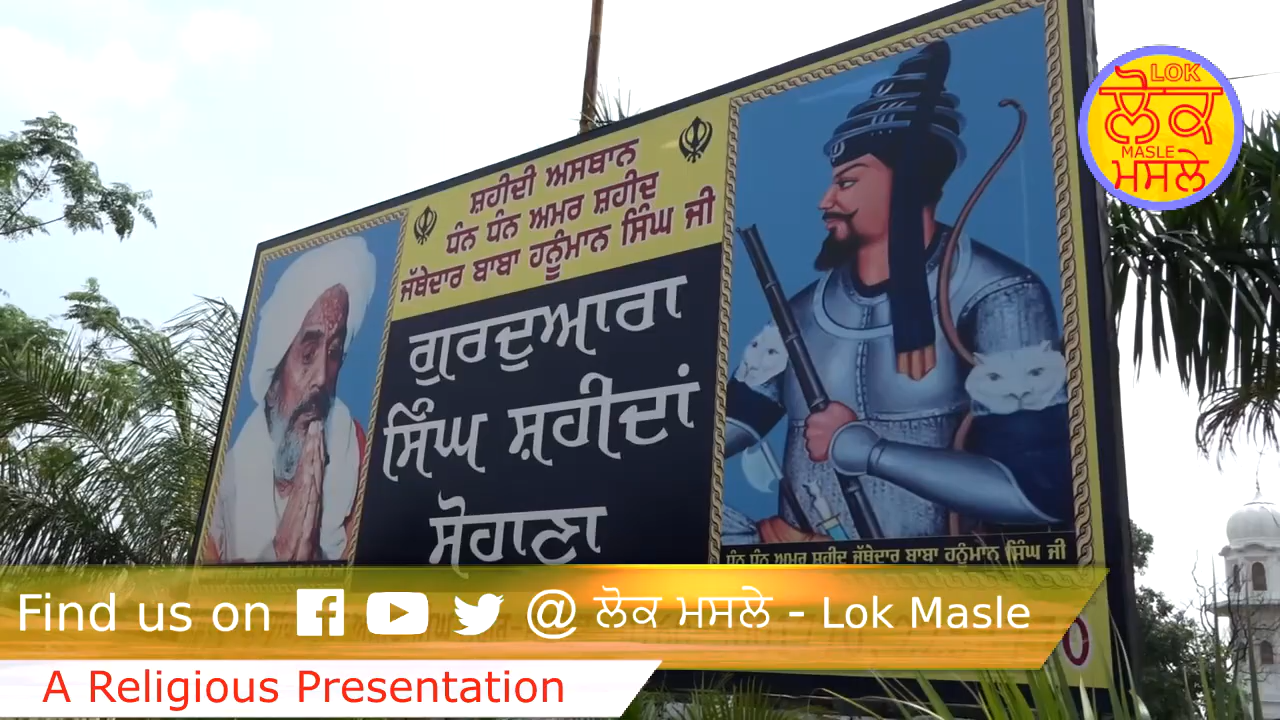 ਸ਼ਹੀਦੀ ਅਸਥਾਨ
ਧੰਨ ਧੰਨ ਅਮਰ ਸ਼ਹੀਦ
ਜੱਥੇਦਾਰ ਬਾਬਾ ਹਨੂੰਮਾਨ ਸਿੰਘ ਜੀ
ਗੁਰਦੁਆਰਾ
ਸਿੰਘ ਸ਼ਹੀਦਾਂ
ਸੋਹਾਣਾ
ਧੰਨ ਧੰਨ ਅਮਰ ਸ਼ਹੀਦ ਜੱਥੇਦਾਰ ਬਾਬਾ ਹਨੂੰਮਾਨ ਸਿੰਘ ਜੀ
LOK
ਲੋਕ
MASLE
ਮਸਲੇ
Find us on @ ਲੋਕ ਮਸਲੇ - Lok Masle
A Religious Presentation